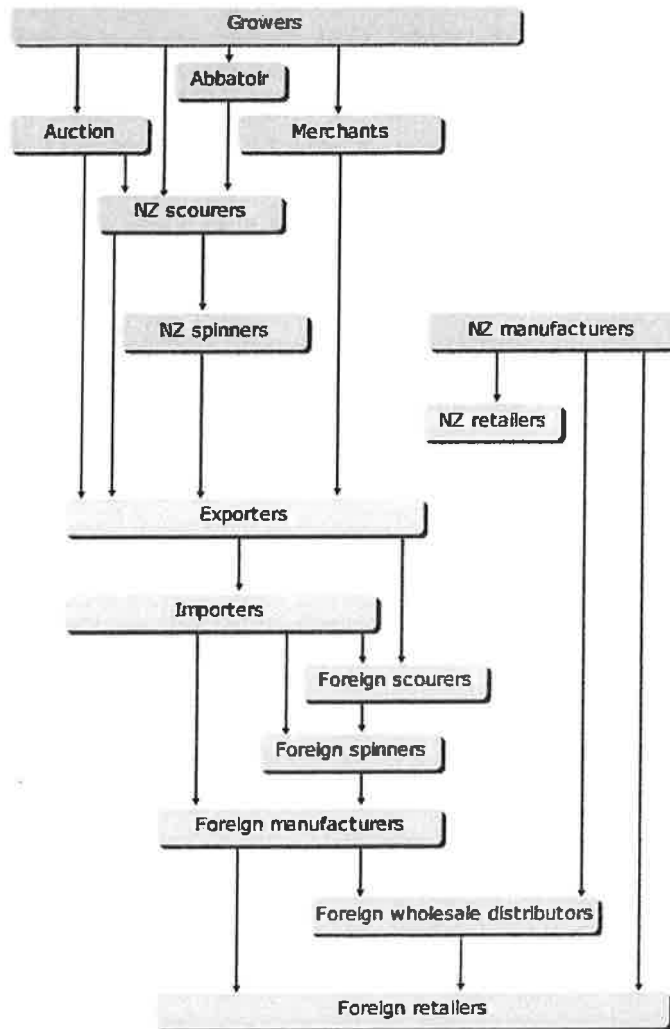 Growers
Abbatoir
Auction
Merchants
NZ scourers
NZ spinners
NZ manufacturers
NZ retailers
Exporters
Importers
Foreign scourers
Foreign spinners
Foreign manufacturers
Foreign wholesale distributors
Foreign retailers